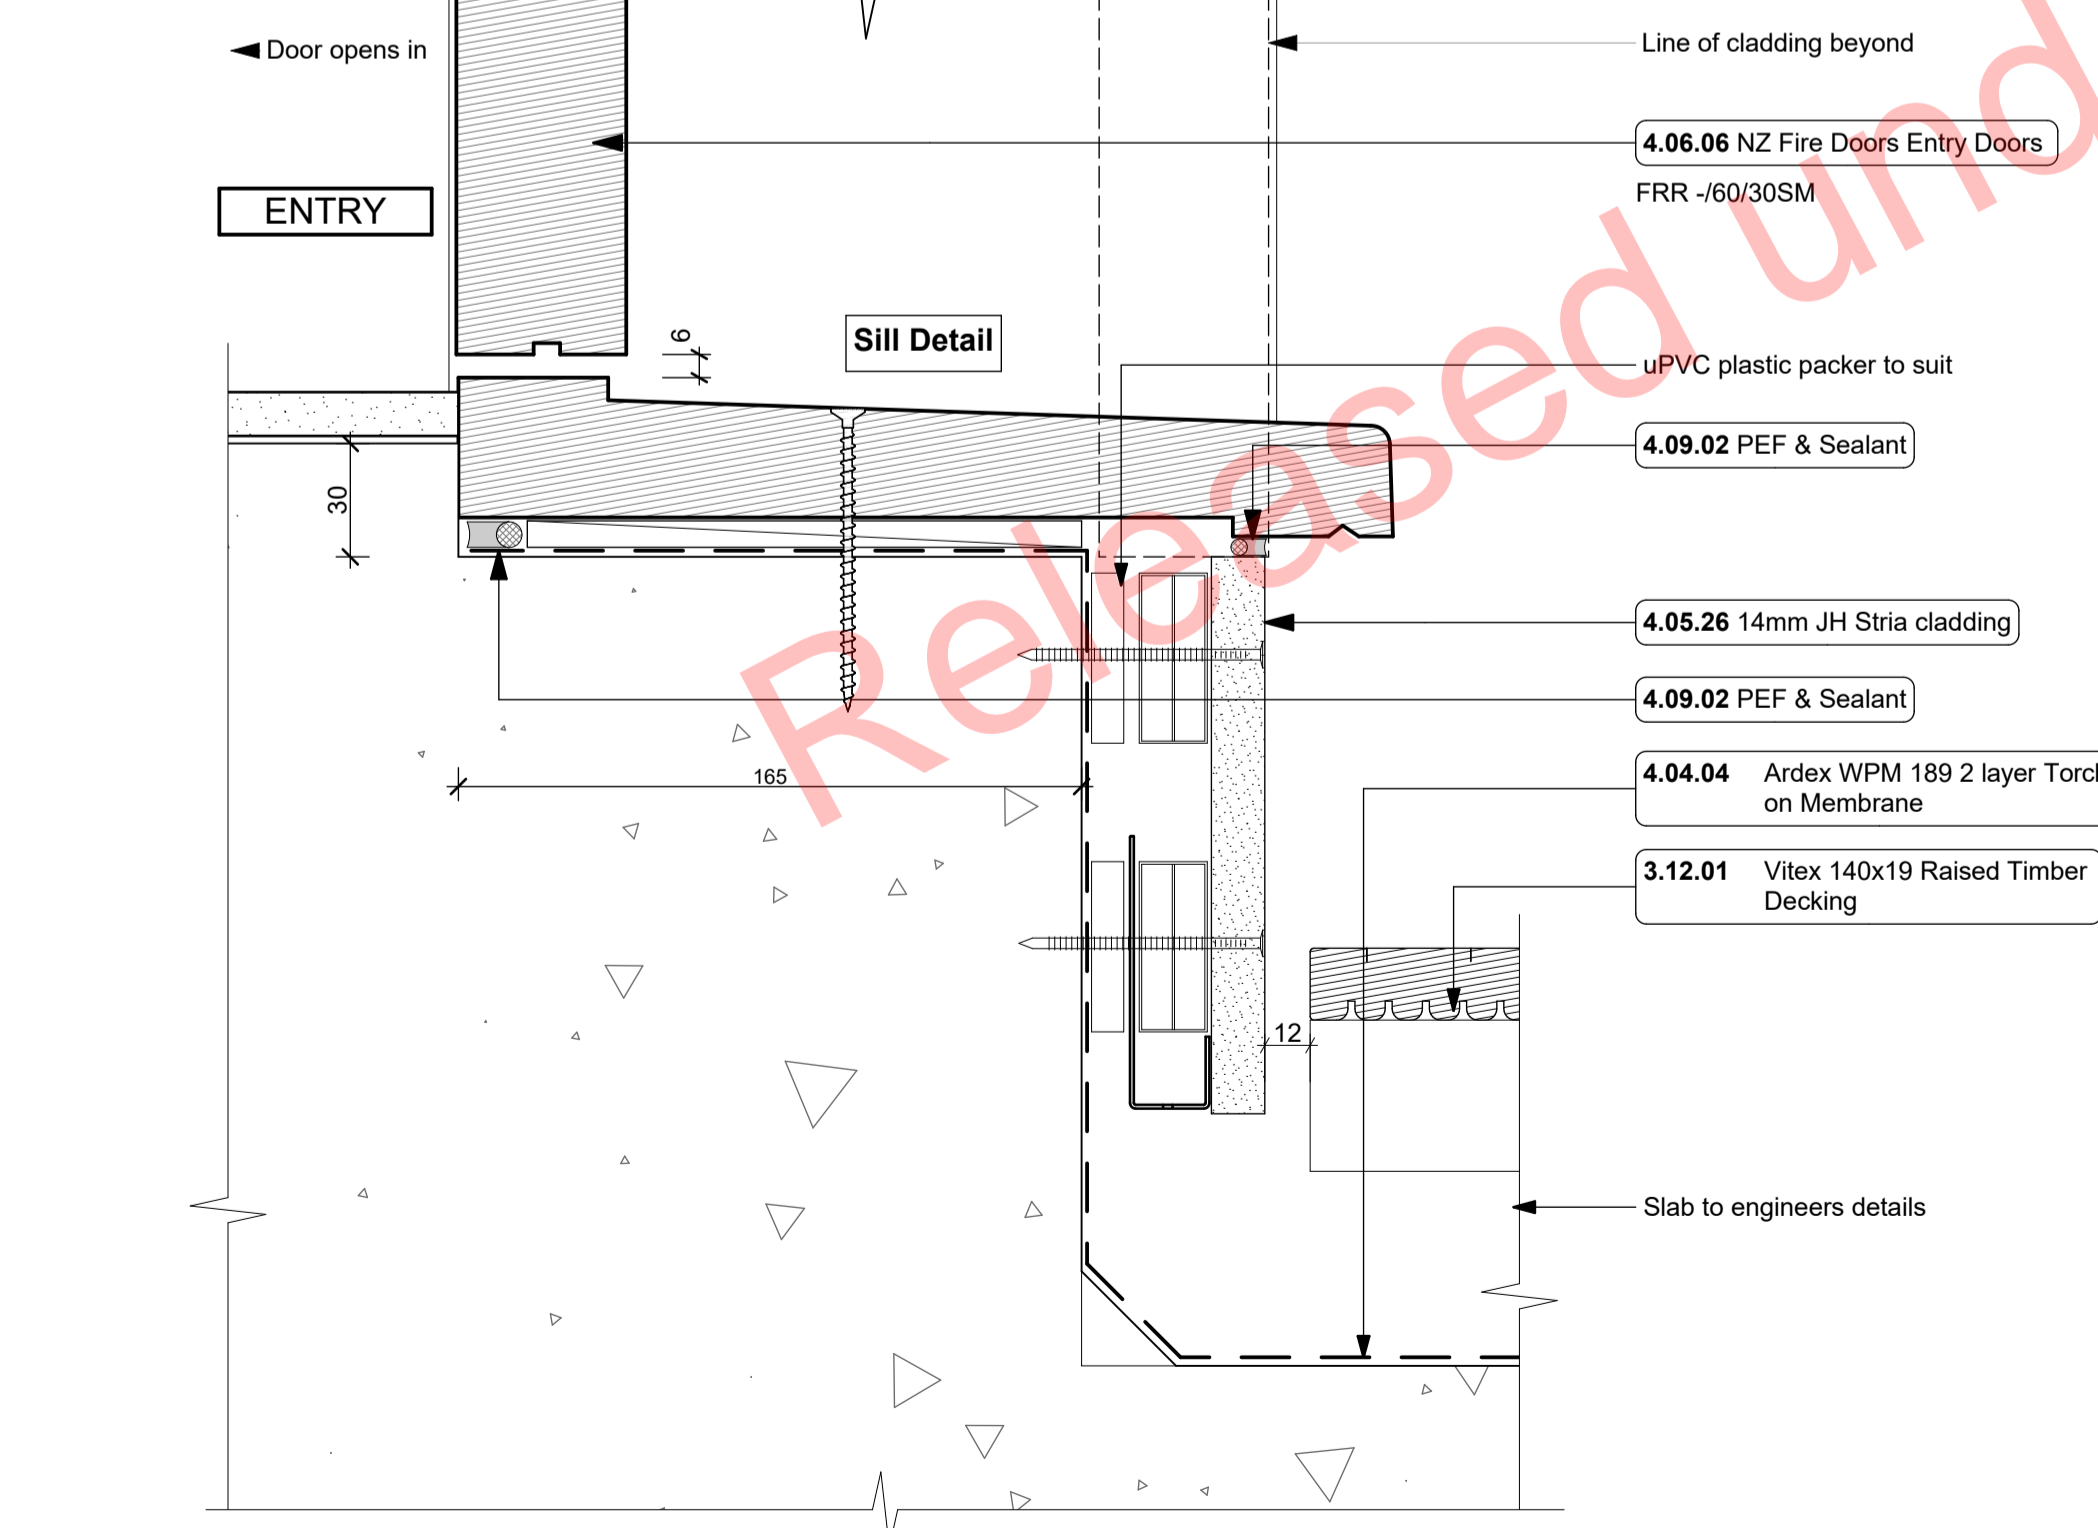 Door opens in
Line of cladding beyond
4.06.06 NZ Fire Doors Entry Doors
FRR -/60/30SM
ENTRY
6
Sill Detail
uPVC plastic packer to suit
4.09.02 PEF & Sealant
30
4.05.26 14mm JH Stria cladding
4.09.02 PEF & Sealant
165
4.04.04 Ardex WPM 189 2 layer Torch
on Membrane
3.12.01 Vitex 140x19 Raised Timber
Decking
12
Slab to engineers details
Released und